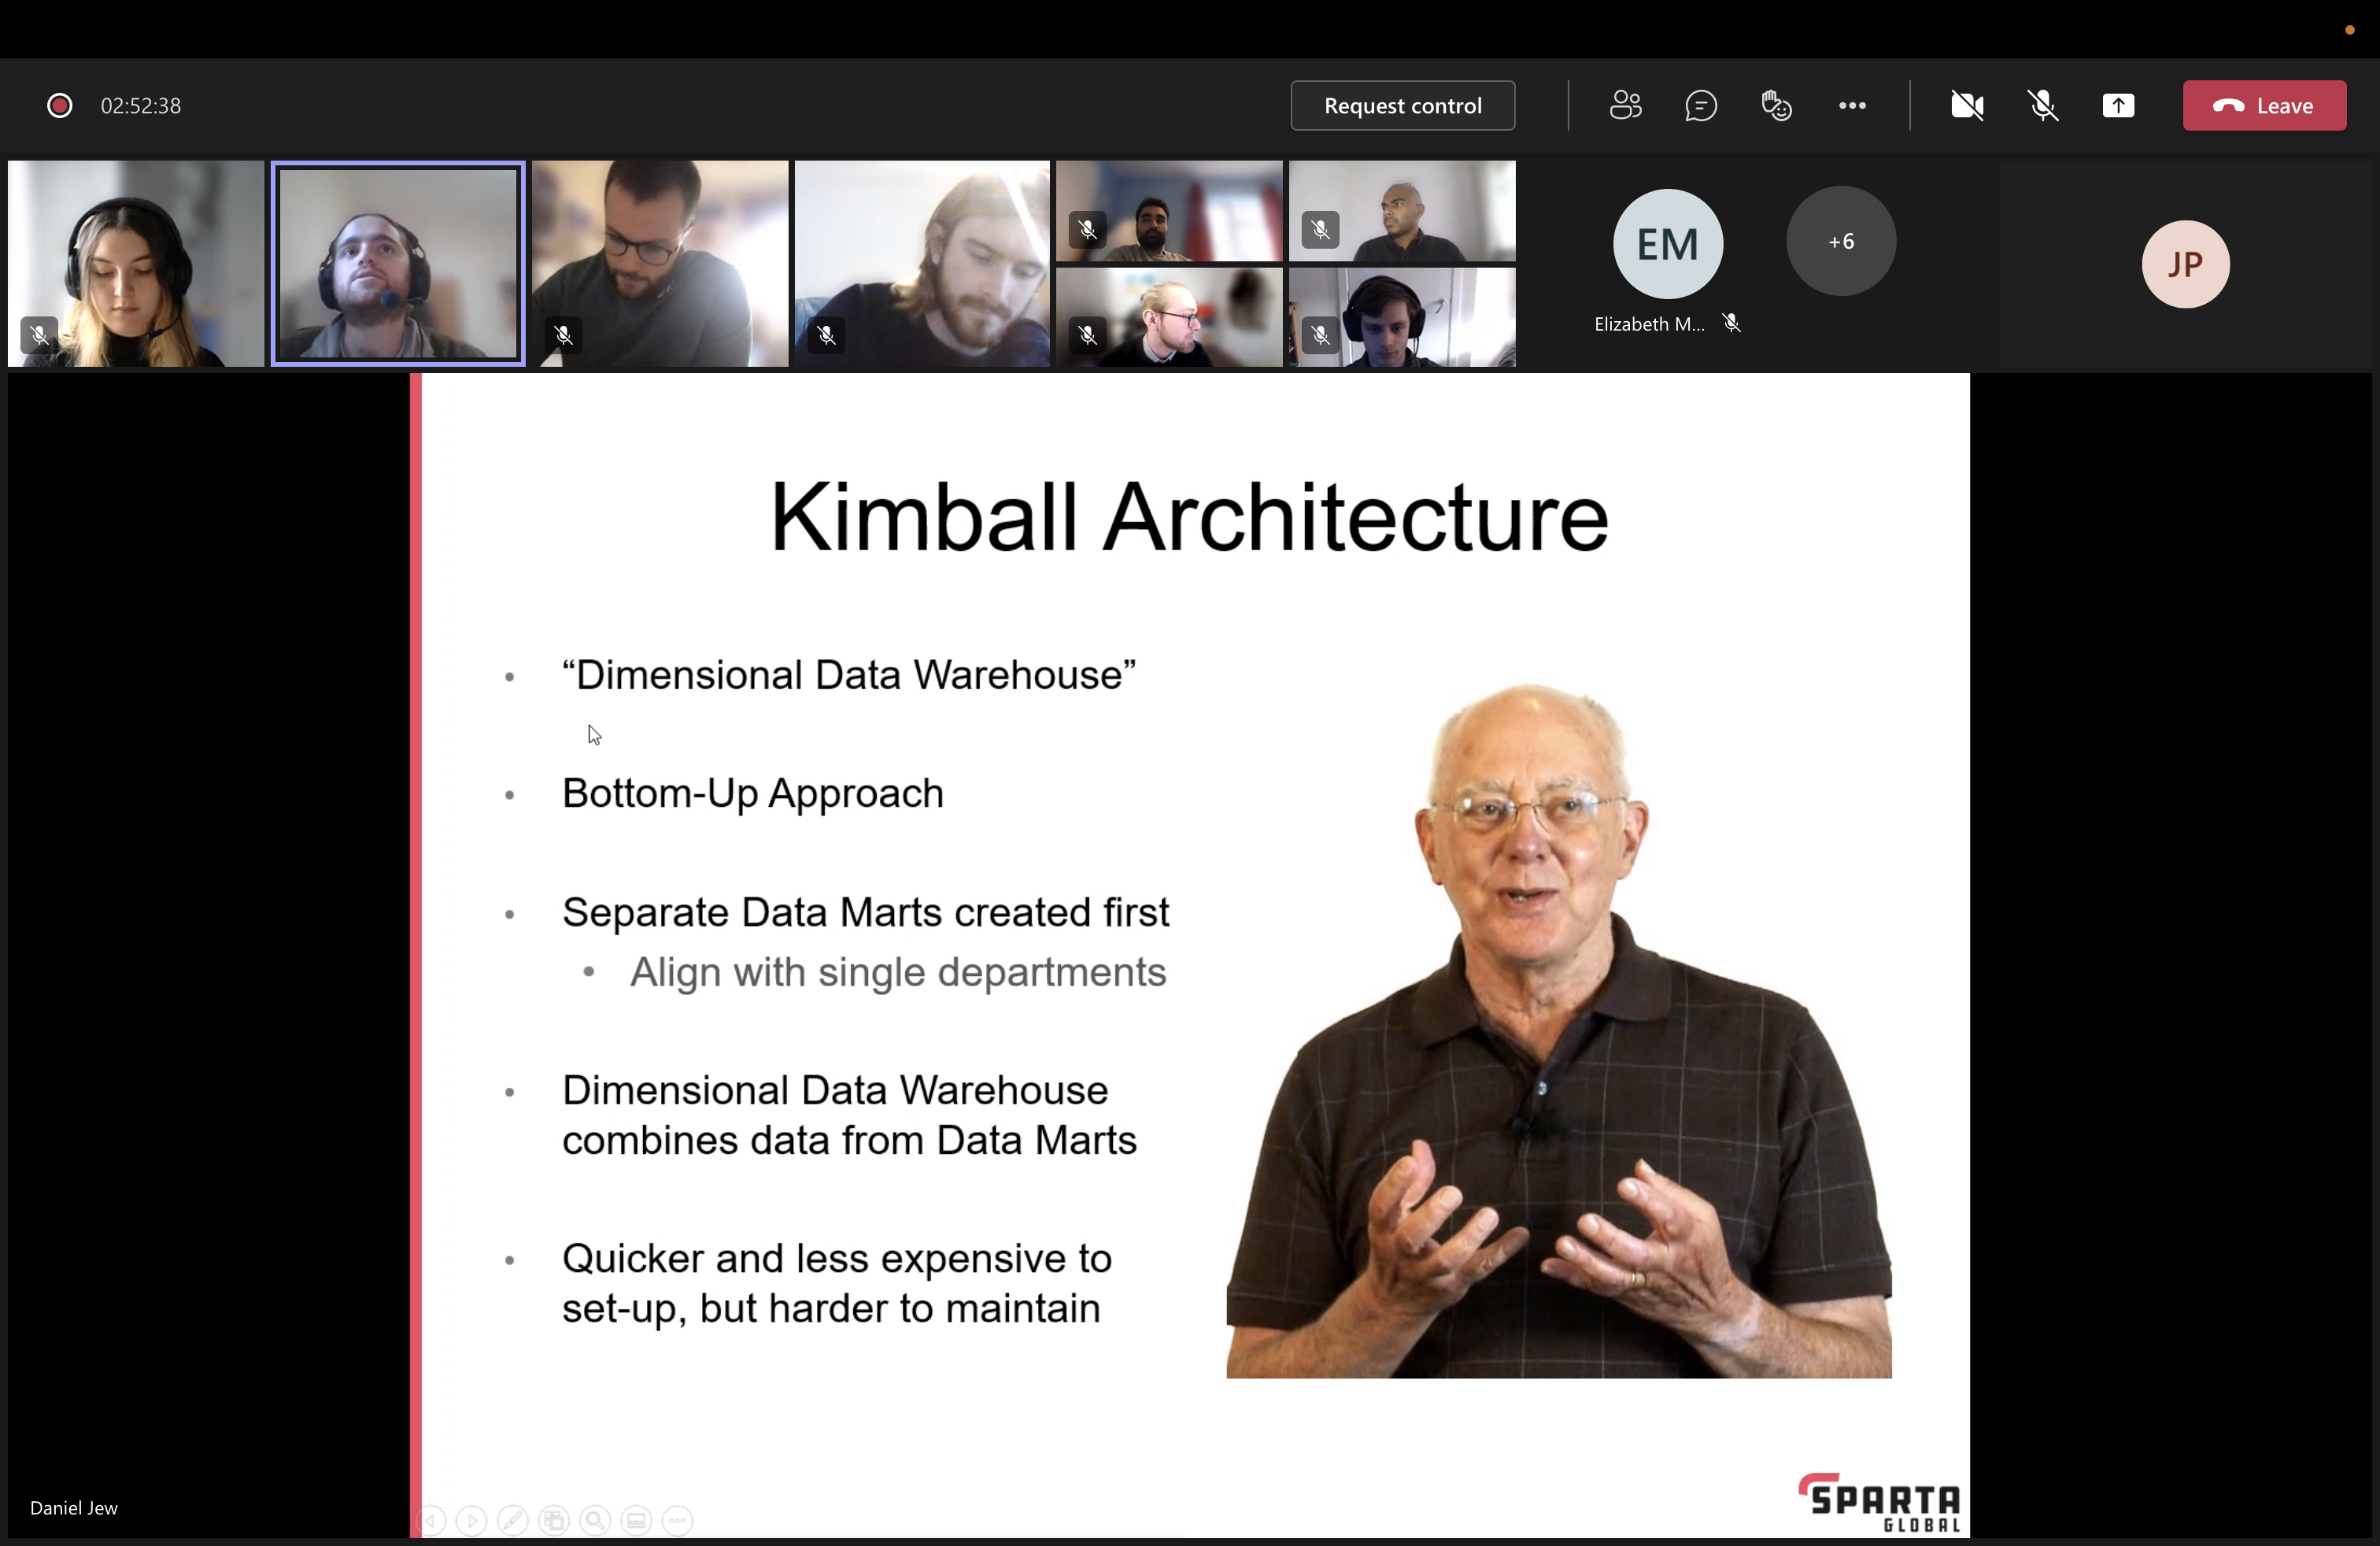 02:52:38
Request control
Leave
EM
+6
JP
Elizabeth M...
Kimball Architecture
“Dimensional Data Warehouse”
Bottom-Up Approach
Separate Data Marts created first
Align with single departments
Dimensional Data Warehouse
combines data from Data Marts
Quicker and less expensive to
set-up, but harder to maintain
Daniel Jew
SPARTA
GLOBAL